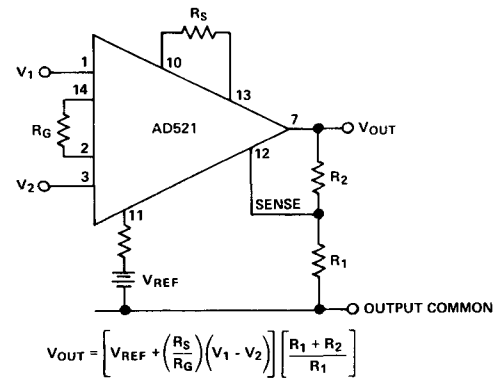 RS
10
13
V1
1
14
RG
AD521
7
VOUT
2
12
V2
3
R2
SENSE
11
R1
VREF
OUTPUT COMMON
VOUT = [VREF + (RS/RG)(V1 - V2)] [R1 + R2/R1]